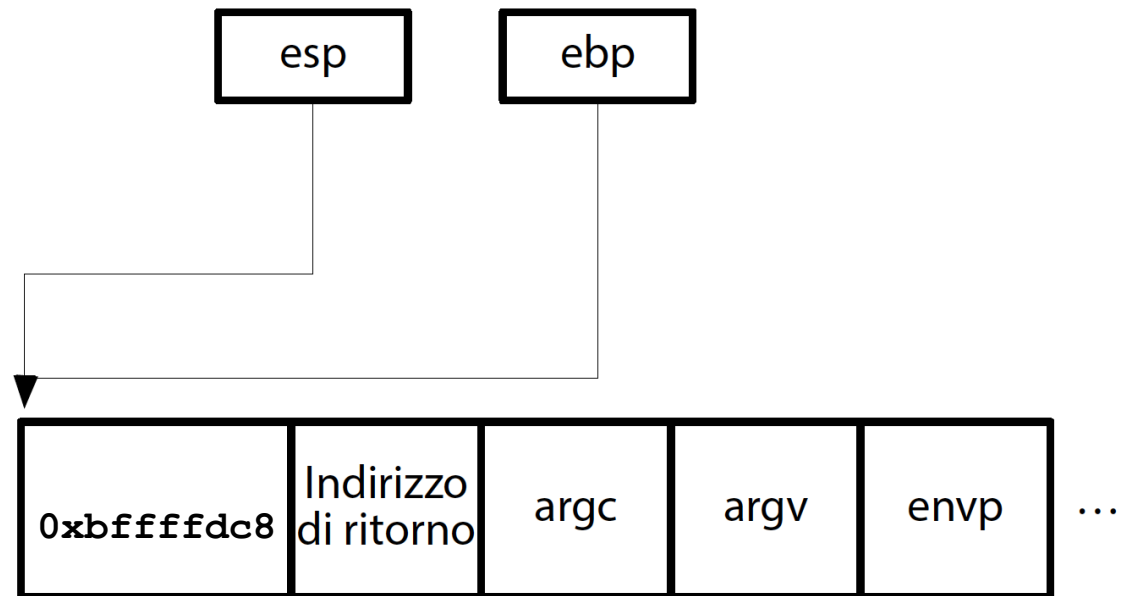 esp
ebp
0xbffffdc8
Indirizzo
di ritorno
argc
argv
envp
...